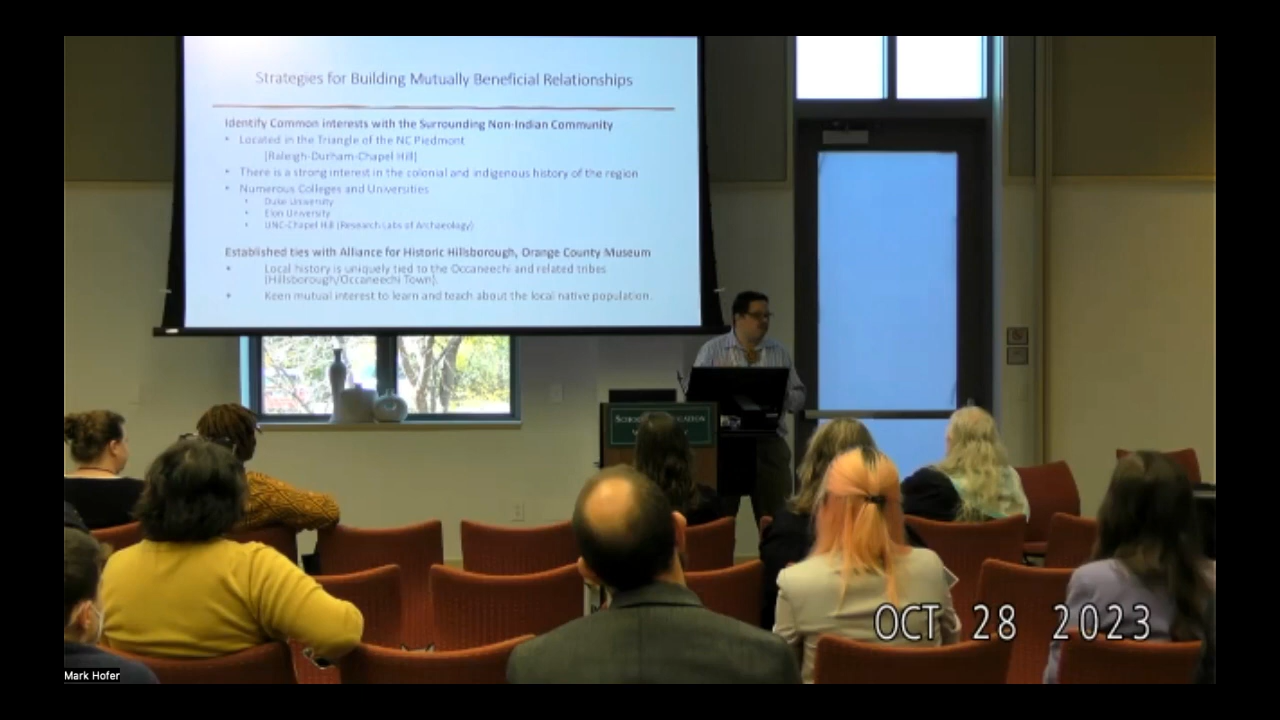 Strategies for Building Mutually Beneficial Relationships
Identify Common interests with the Surrounding Non-Indian Community
• Located in the Triangle of the NC Piedmont
[Raleigh-Durham-Chapel Hill]
• There is a strong interest in the colonial and indigenous history of the region
• Numerous Colleges and Universities
• Duke University
• Elon University
• UNC-Chapel Hill (Research Labs of Archaeology)
Established ties with Alliance for Historic Hillsborough, Orange County Museum
• Local history is uniquely tied to the Occaneechi and related tribes
(Hillsborough/Occaneechi Town).
• Keen mutual interest to learn and teach about the local native population.
OCT 28 2023
Mark Hofer